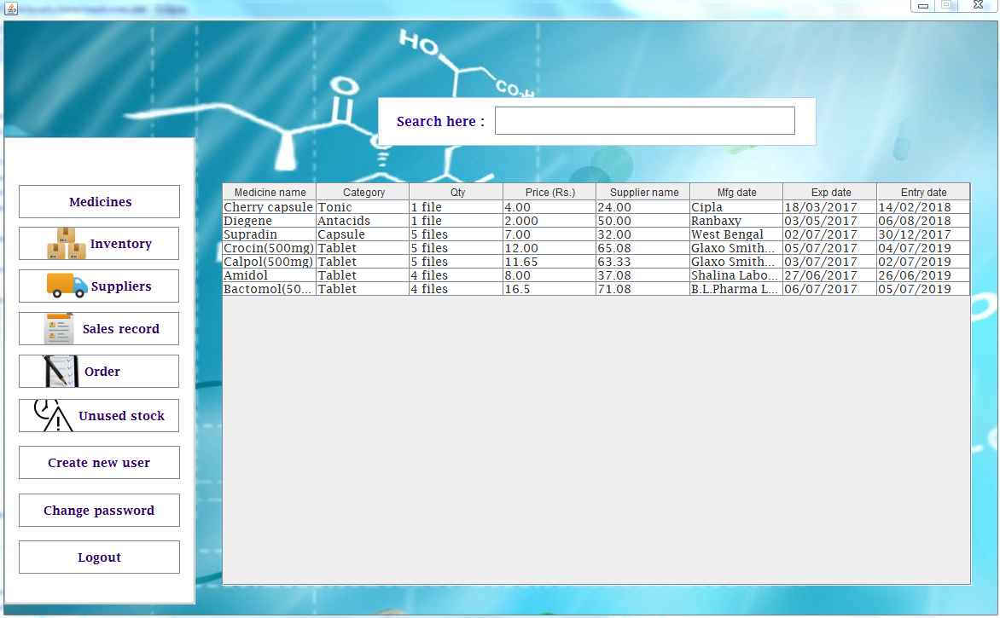 HO
O
CO₂H
O
Search here :
Medicines
Inventory
Suppliers
Sales record
Order
Unused stock
Create new user
Change password
Logout
Medicine name Category Qty Price (Rs.) Supplier name Mfg date Exp date Entry date
Cherry capsule Tonic 1 file 4.00 24.00 Cipla 18/03/2017 14/02/2018
Diegene Antacids 1 file 2.000 50.00 Ranbaxy 03/05/2017 06/08/2018
Supradin Capsule 5 files 7.00 32.00 West Bengal 02/07/2017 30/12/2017
Crocin(500mg) Tablet 5 files 12.00 65.08 Glaxo Smith... 05/07/2017 04/07/2019
Calpol(500mg) Tablet 5 files 11.65 63.33 Glaxo Smith... 03/07/2017 02/07/2019
Amidol Tablet 4 files 8.00 37.08 Shalina Labo... 27/06/2017 26/06/2019
Bactomol(50... Tablet 4 files 16.5 71.08 B.L.Pharma L... 06/07/2017 05/07/2019